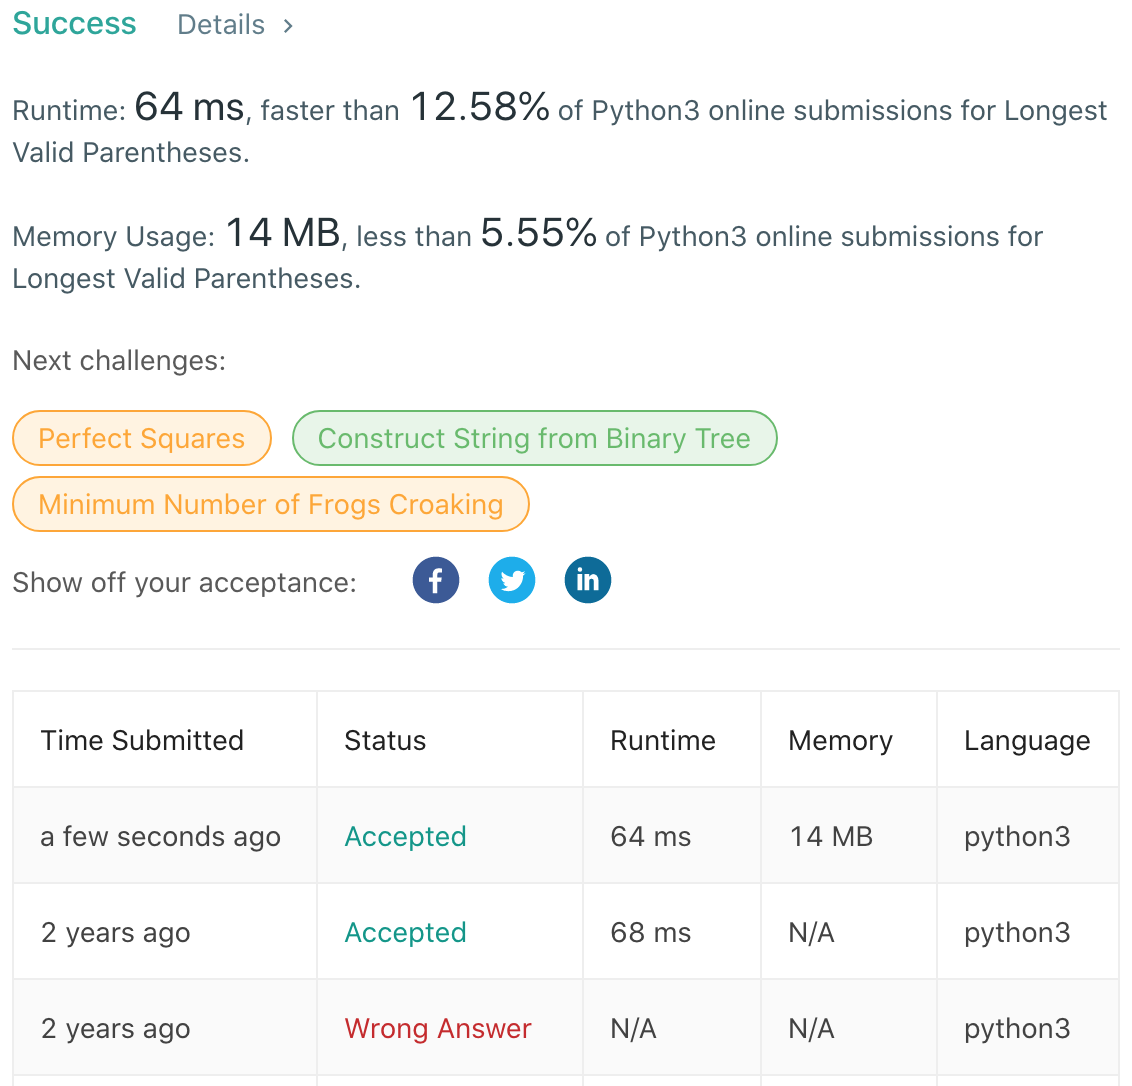 Success Details >
Runtime: 64 ms, faster than 12.58% of Python3 online submissions for Longest
Valid Parentheses.
Memory Usage: 14 MB, less than 5.55% of Python3 online submissions for
Longest Valid Parentheses.
Next challenges:
Perfect Squares Construct String from Binary Tree
Minimum Number of Frogs Croaking
Show off your acceptance: f in
Time Submitted Status Runtime Memory Language
a few seconds ago Accepted 64 ms 14 MB python3
2 years ago Accepted 68 ms N/A python3
2 years ago Wrong Answer N/A N/A python3